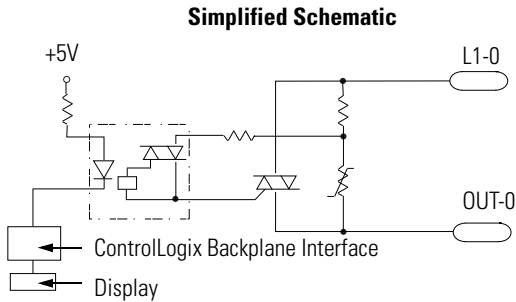 Simplified Schematic
+5V
L1-0
OUT-0
ControlLogix Backplane Interface
Display